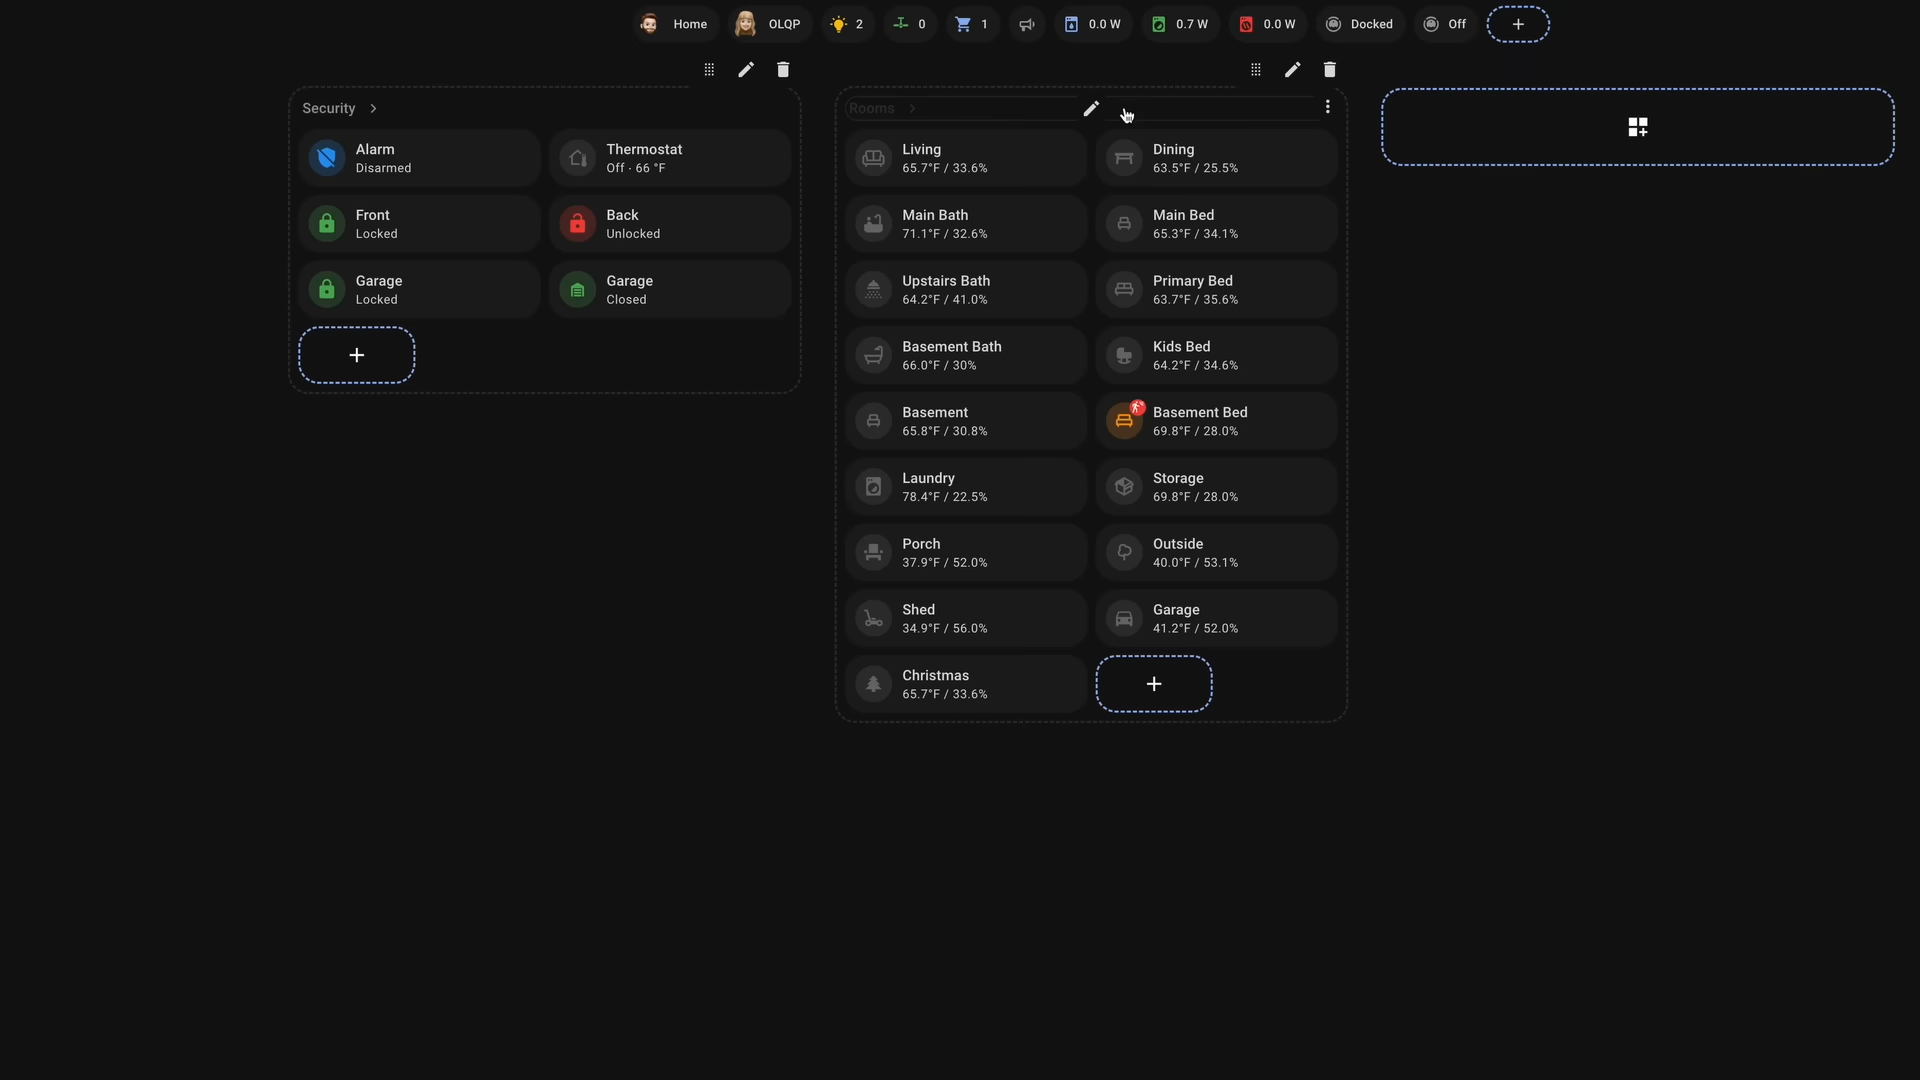 Home
OLQP
2
0
1
0.0 W
0.7 W
0.0 W
Docked
Off
Security
Alarm
Disarmed
Thermostat
Off · 66 °F
Front
Locked
Back
Unlocked
Garage
Locked
Garage
Closed
Rooms
Living
65.7°F / 33.6%
Dining
63.5°F / 25.5%
Main Bath
71.1°F / 32.6%
Main Bed
65.3°F / 34.1%
Upstairs Bath
64.2°F / 41.0%
Primary Bed
63.7°F / 35.6%
Basement Bath
66.0°F / 30%
Kids Bed
64.2°F / 34.6%
Basement
65.8°F / 30.8%
Basement Bed
69.8°F / 28.0%
Laundry
78.4°F / 22.5%
Storage
69.8°F / 28.0%
Porch
37.9°F / 52.0%
Outside
40.0°F / 53.1%
Shed
34.9°F / 56.0%
Garage
41.2°F / 52.0%
Christmas
65.7°F / 33.6%